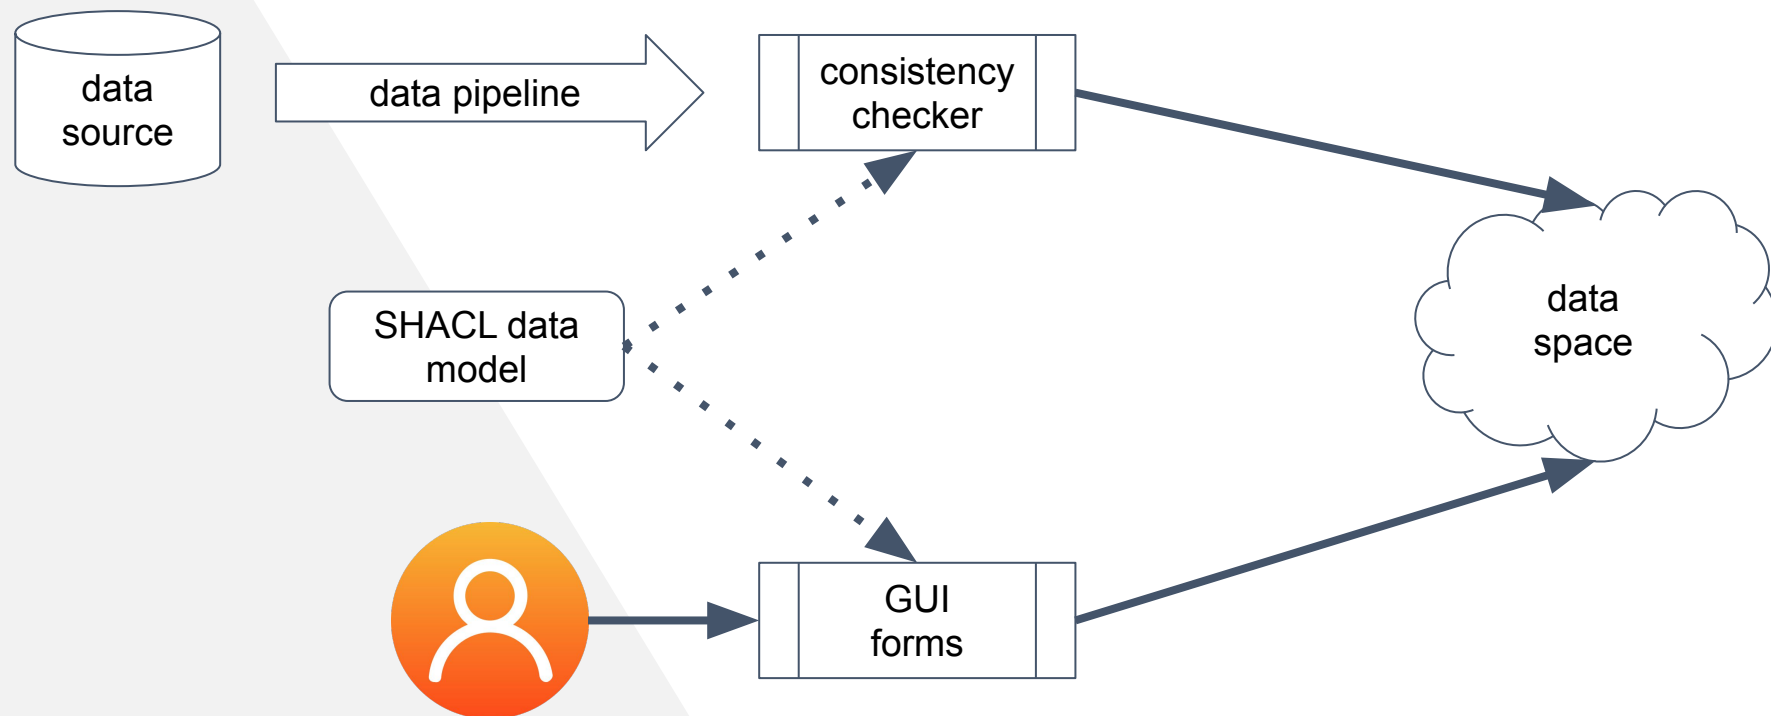 data
source
data pipeline
consistency
checker
SHACL data
model
data
space
GUI
forms